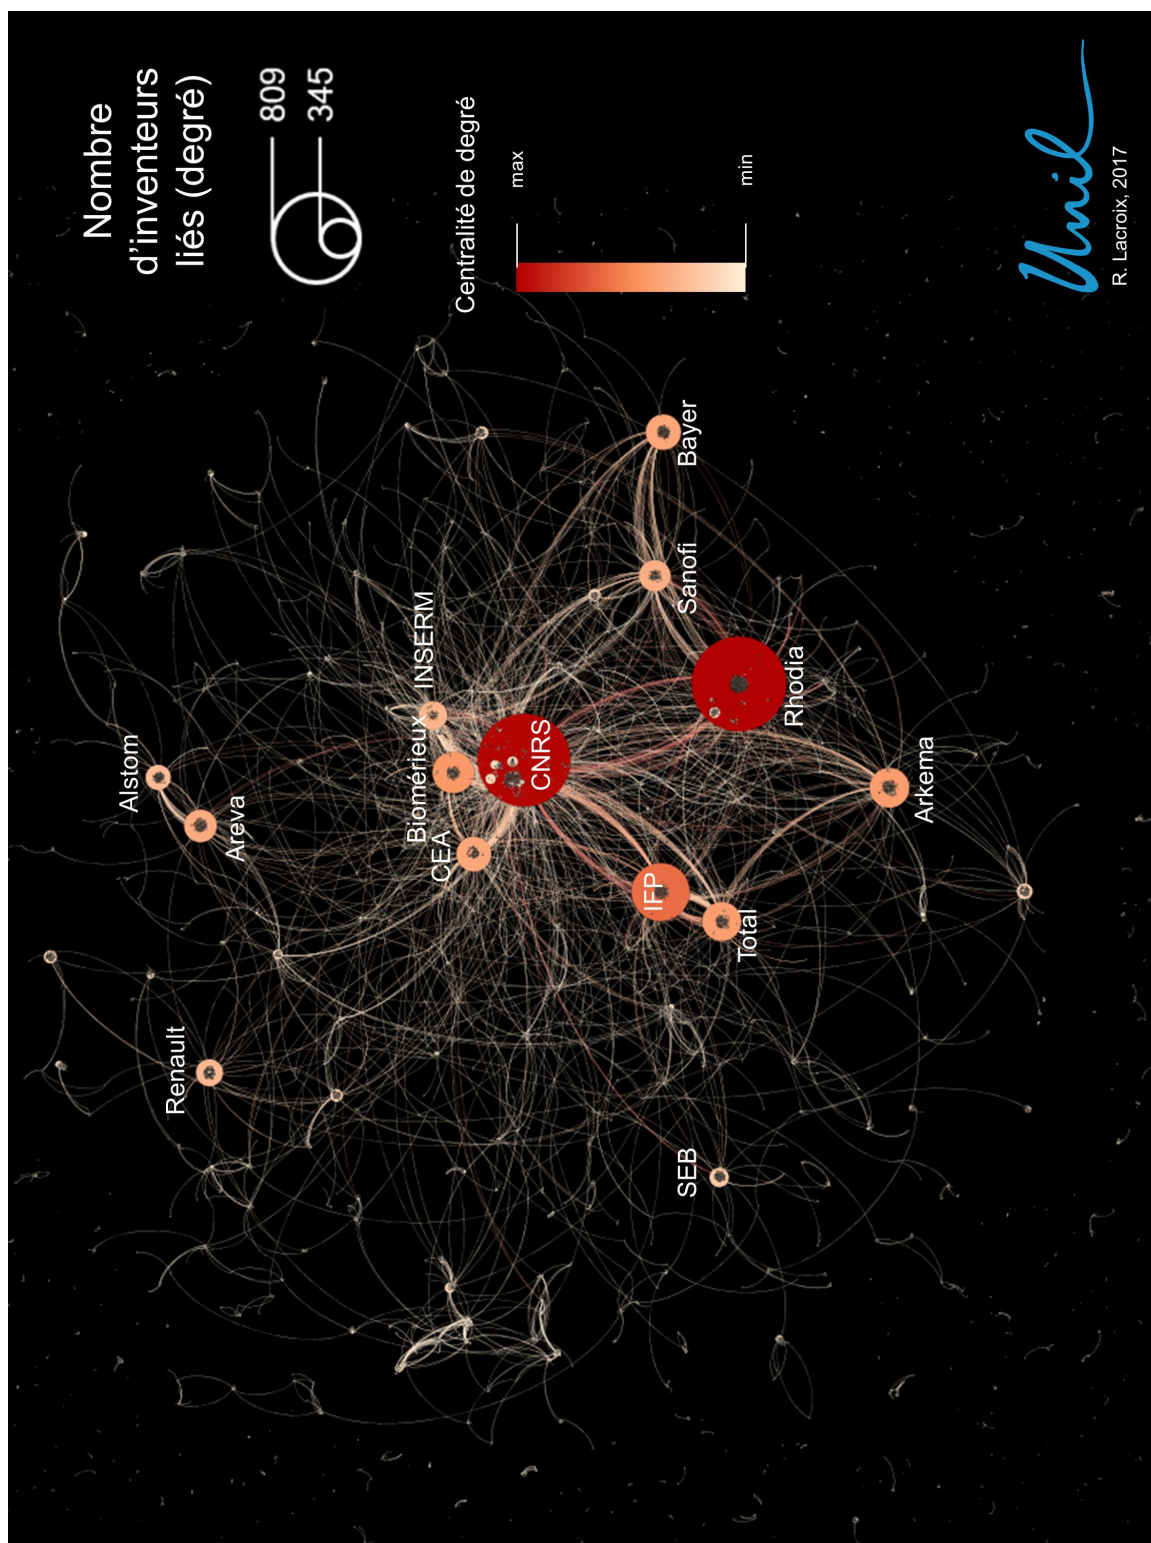 Nombre
d'inventeurs
liés (degré)
809
345
Centralité de degré
max
min
Unil
R. Lacroix, 2017
Alstom
Areva
Renault
INSERM
Biomérieux
CEA
CNRS
Bayer
Sanofi
Rhodia
IFP
Total
Arkema
SEB